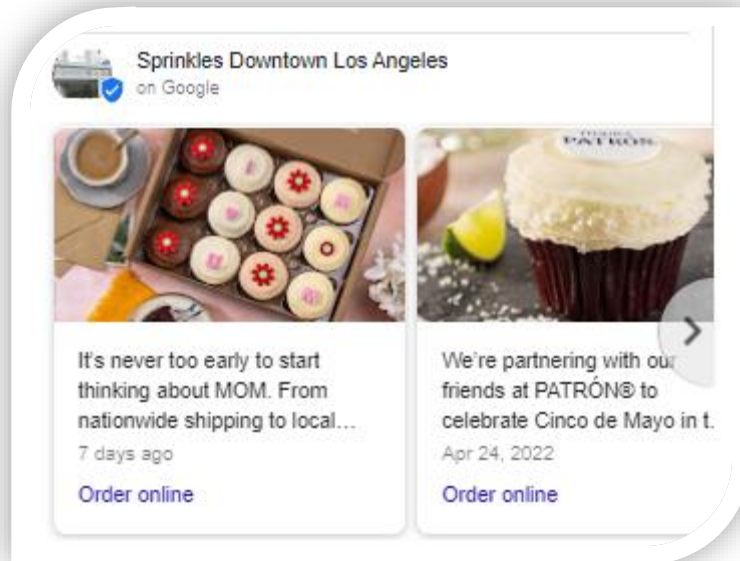 Sprinkles Downtown Los Angeles
on Google
PATRÓN
It's never too early to start
thinking about MOM. From
nationwide shipping to local...
7 days ago
Order online
We're partnering with our
friends at PATRÓN® to
celebrate Cinco de Mayo in t.
Apr 24, 2022
Order online